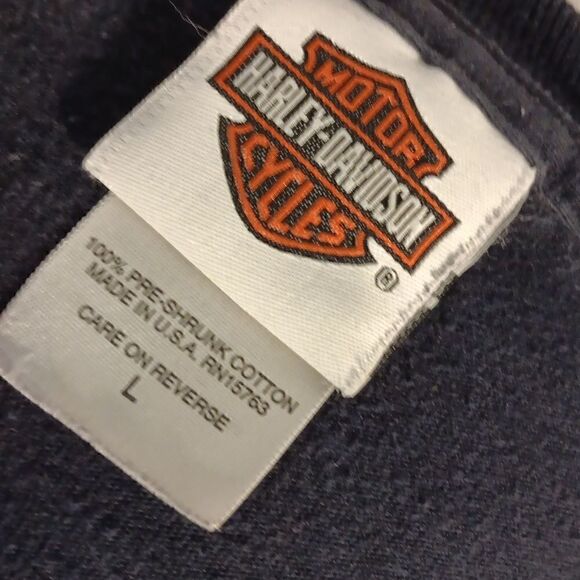 MOTOR
HARLEY-DAVIDSON
CYCLES
®
100% PRE-SHRUNK COTTON
MADE IN U.S.A. RN15763
CARE ON REVERSE
L